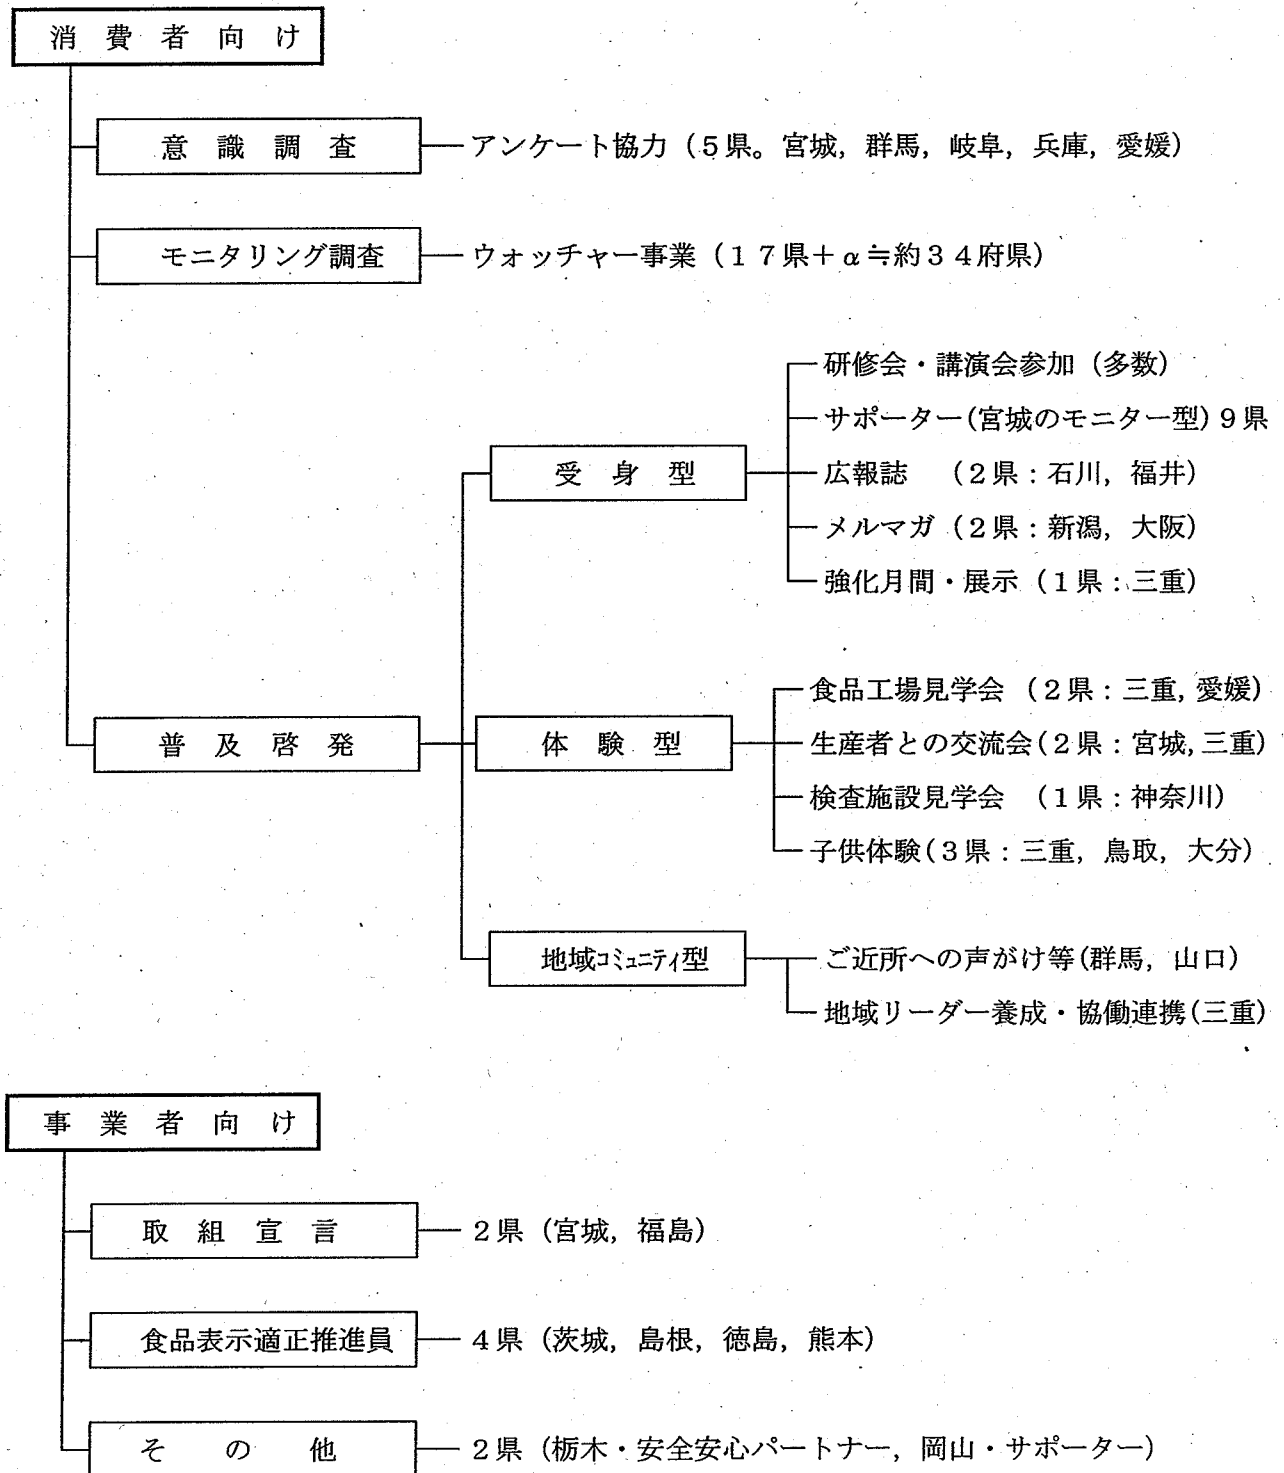 消費者向け
意識調査 アンケート協力（５県。宮城，群馬，岐阜，兵庫，愛媛）
モニタリング調査 ウォッチャー事業（１７県＋α≒約３４府県）
研修会・講演会参加（多数）
サポーター(宮城のモニター型)９県
受身型 広報誌　（２県：石川，福井）
メルマガ（２県：新潟，大阪）
強化月間・展示（１県：三重）
食品工場見学会（２県：三重，愛媛）
普及啓発 体験型 生産者との交流会(２県：宮城，三重)
検査施設見学会　（１県：神奈川）
子供体験(３県：三重，鳥取，大分)
地域ｺﾐｭﾆﾃｨ型 ご近所への声がけ等(群馬，山口)
地域リーダー養成・協働連携(三重)
事業者向け
取組宣言 ２県（宮城，福島）
食品表示適正推進員 ４県（茨城，島根，徳島，熊本）
その他 ２県（栃木・安全安心パートナー，岡山・サポーター）